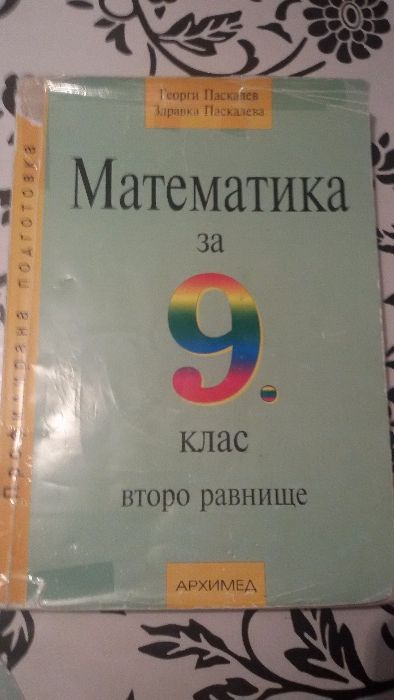 Георги Паскалев
Здравка Паскалева
Математика
за
9.
клас
второ равнище
АРХИМЕД
Профилирана подготовка